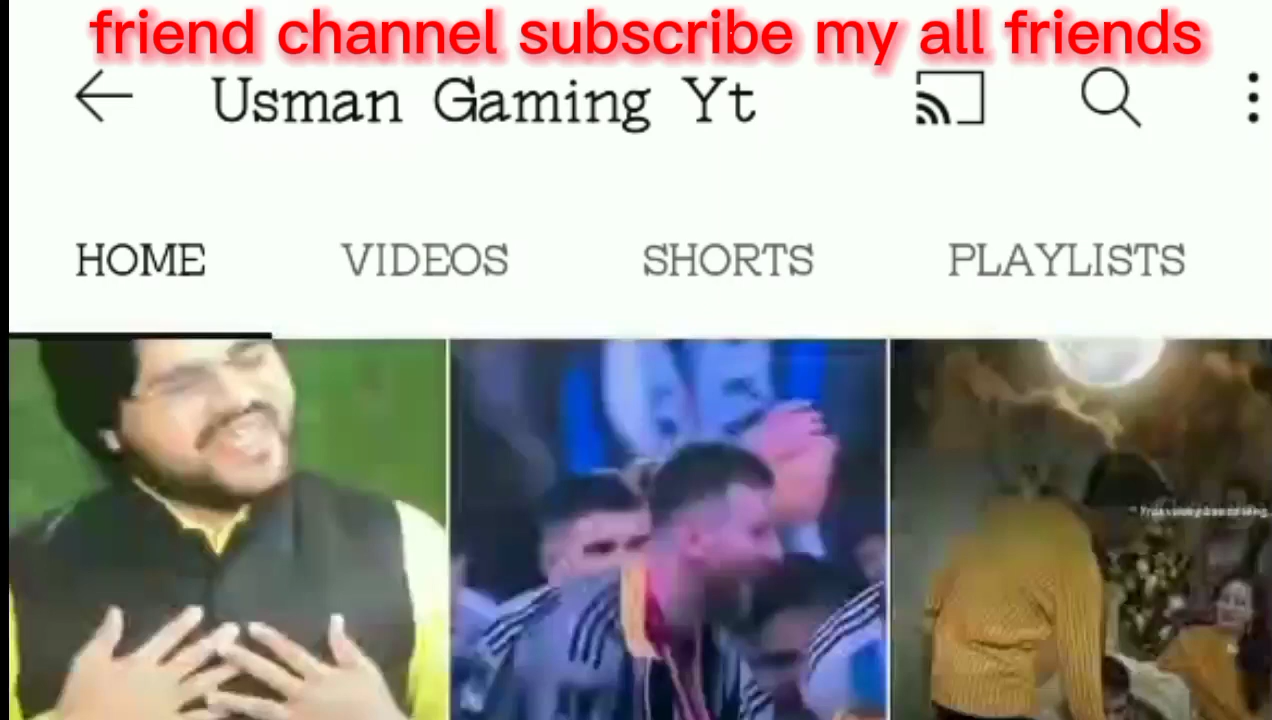 friend channel subscribe my all friends
Usman Gaming Yt
HOME VIDEOS SHORTS PLAYLISTS